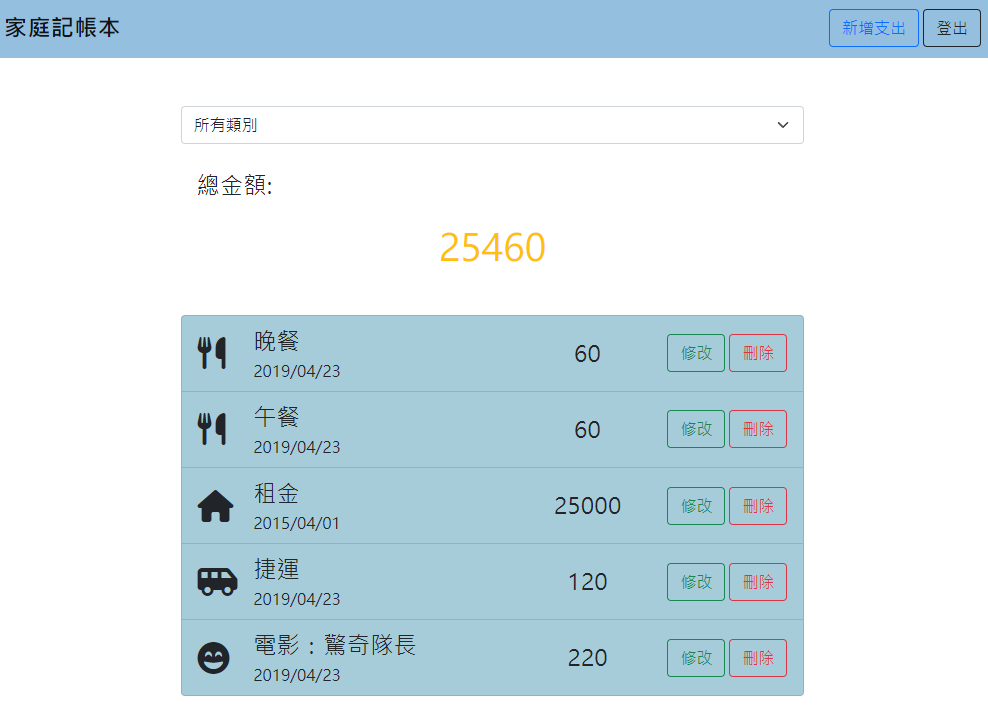 家庭記帳本
新增支出 登出
所有類別
總金額:
25460
晚餐
2019/04/23
60
修改 刪除
午餐
2019/04/23
60
修改 刪除
租金
2015/04/01
25000
修改 刪除
捷運
2019/04/23
120
修改 刪除
電影：驚奇隊長
2019/04/23
220
修改 刪除